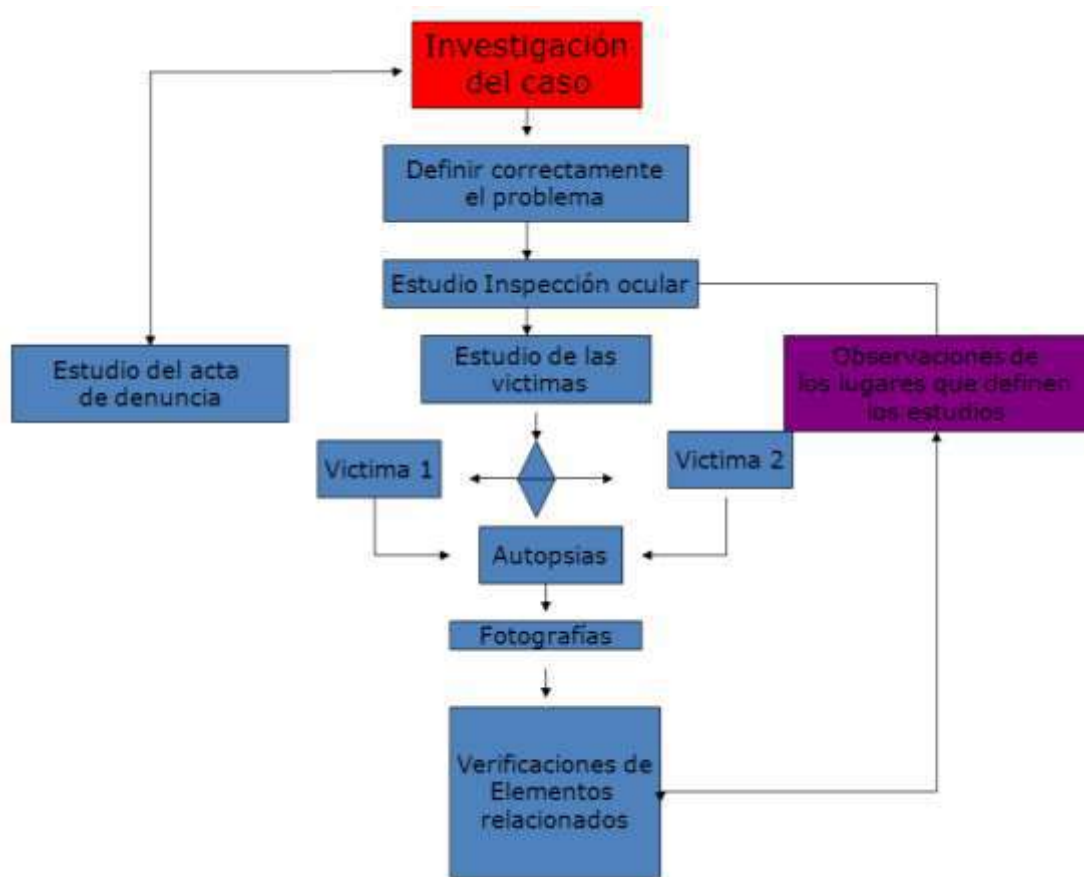 Investigación
del caso
Definir correctamente
el problema
Estudio Inspección ocular
Estudio del acta
de denuncia
Estudio de las
victimas
Observaciones de
los lugares que definen
los estudios
Victima 1
Victima 2
Autopsias
Fotografías
Verificaciones de
Elementos
relacionados